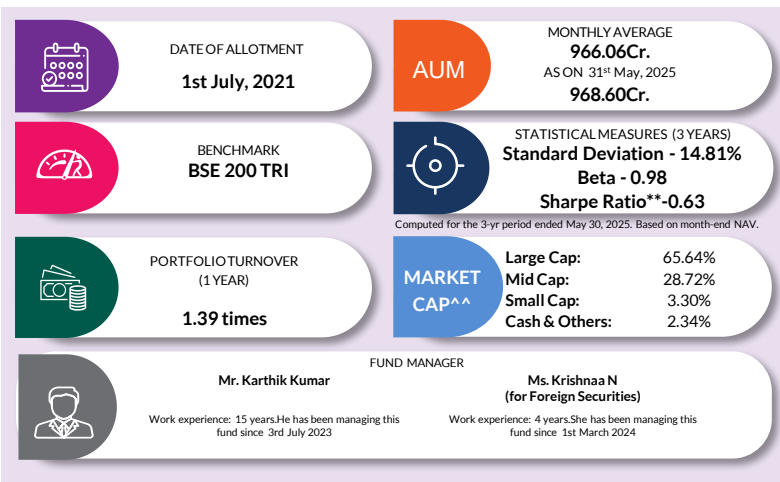 DATE OF ALLOTMENT
1st July, 2021
AUM
MONTHLY AVERAGE
966.06Cr.
AS ON 31st May, 2025
968.60Cr.
BENCHMARK
BSE 200 TRI
STATISTICAL MEASURES (3 YEARS)
Standard Deviation - 14.81%
Beta - 0.98
Sharpe Ratio**-0.63
Computed for the 3-yr period ended May 30, 2025. Based on month-end NAV.
PORTFOLIO TURNOVER
(1 YEAR)
1.39 times
MARKET
CAP^^
Large Cap: 65.64%
Mid Cap: 28.72%
Small Cap: 3.30%
Cash & Others: 2.34%
FUND MANAGER
Mr. Karthik Kumar
Work experience: 15 years.He has been managing this
fund since 3rd July 2023
Ms. Krishnaa N
(for Foreign Securities)
Work experience: 4 years.She has been managing this
fund since 1st March 2024